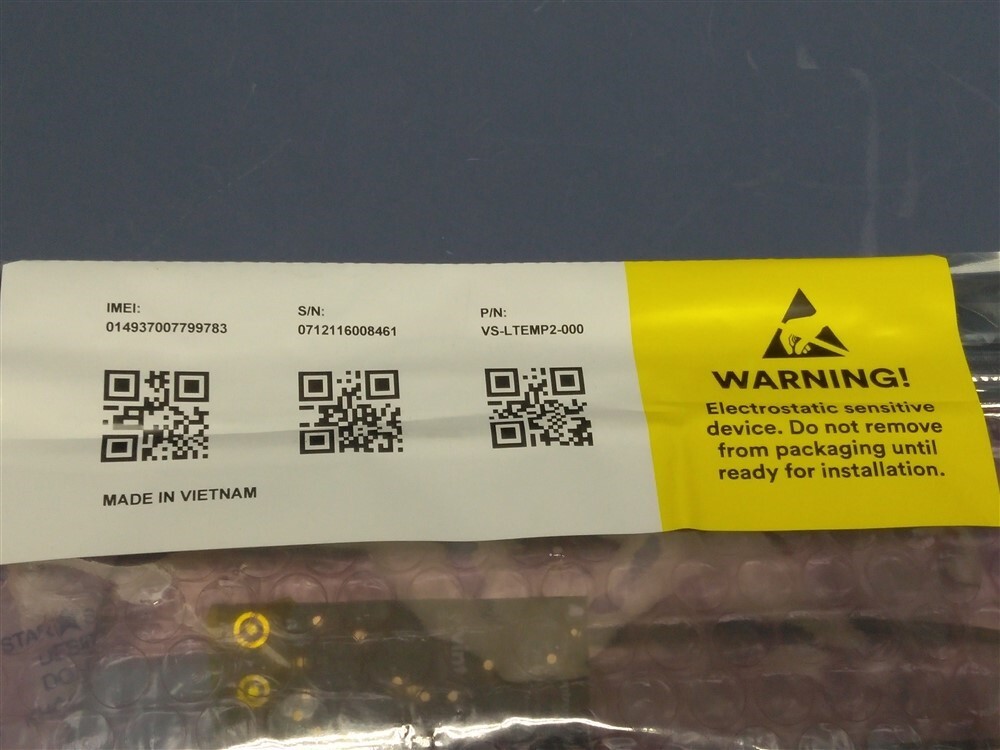 IMEI:
014937007799783
S/N:
0712116008461
P/N:
VS-LTEMP2-000
MADE IN VIETNAM
WARNING!
Electrostatic sensitive
device. Do not remove
from packaging until
ready for installation.